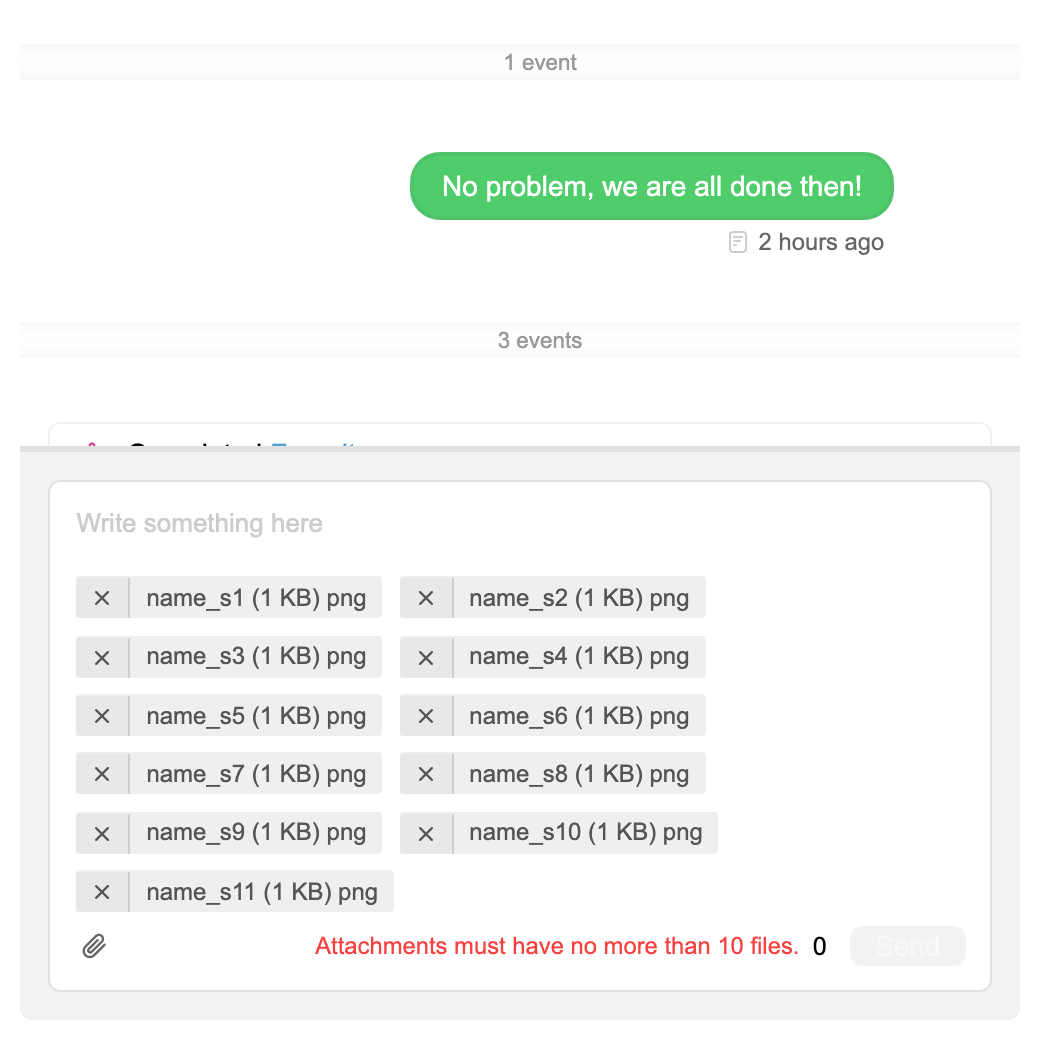 1 event
No problem, we are all done then!
2 hours ago
3 events
Write something here
name_s1 (1 KB) png name_s2 (1 KB) png
name_s3 (1 KB) png name_s4 (1 KB) png
name_s5 (1 KB) png name_s6 (1 KB) png
name_s7 (1 KB) png name_s8 (1 KB) png
name_s9 (1 KB) png name_s10 (1 KB) png
name_s11 (1 KB) png
Attachments must have no more than 10 files. 0 Send